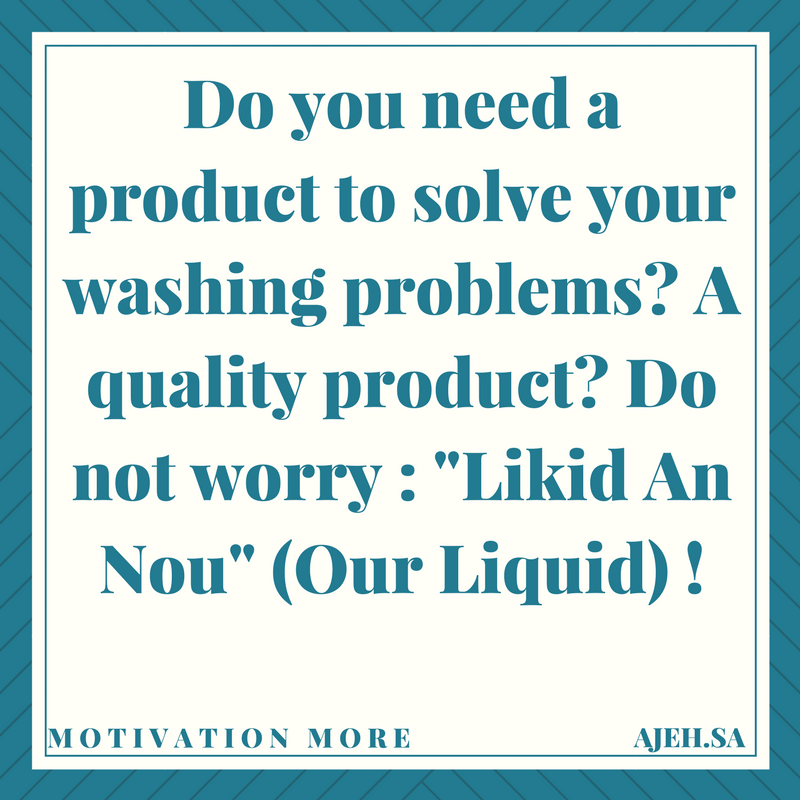 Do you need a
product to solve your
washing problems? A
quality product? Do
not worry : "Likid An
Nou" (Our Liquid) !
MOTIVATION MORE
AJEH.SA